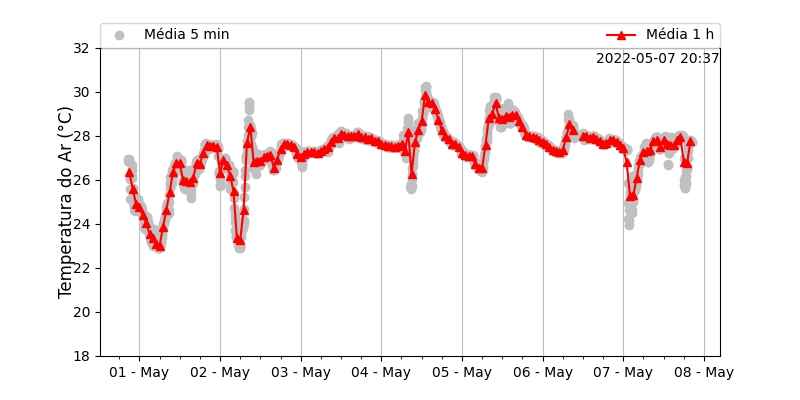 Média 5 min
Média 1 h
2022-05-07 20:37
Temperatura do Ar (°C)
32
30
28
26
24
22
20
18
01 - May
02 - May
03 - May
04 - May
05 - May
06 - May
07 - May
08 - May